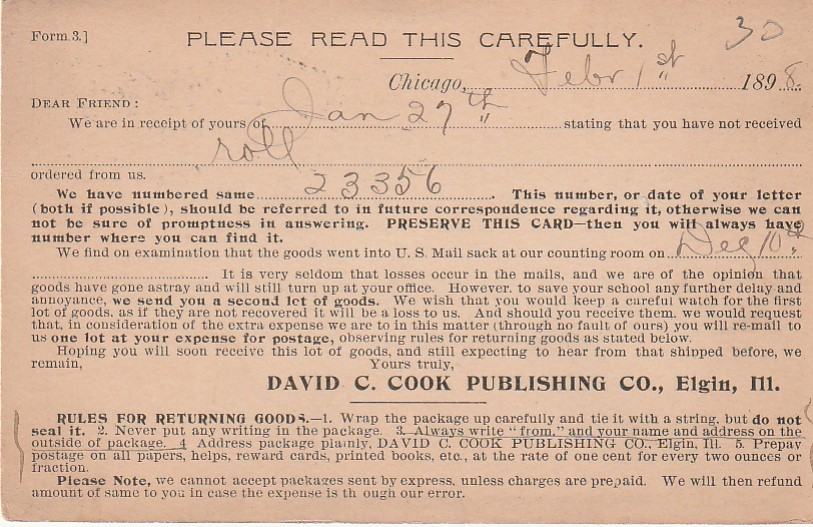 30
Form 3.]
PLEASE READ THIS CAREFULLY.
Chicago, Febr 1st 1898.
DEAR FRIEND:
We are in receipt of yours of Jan 27th stating that you have not received
roll
ordered from us.
We have numbered same 23356. This number, or date of your letter
(both if possible), should be referred to in future correspondence regarding it, otherwise we can
not be sure of promptness in answering. PRESERVE THIS CARD—then you will always have
number where you can find it.
We find on examination that the goods went into U. S. Mail sack at our counting room on Dec 10th
It is very seldom that losses occur in the mails, and we are of the opinion that
goods have gone astray and will still turn up at your office. However, to save your school any further delay and
annoyance, we send you a second lot of goods. We wish that you would keep a careful watch for the first
lot of goods, as if they are not recovered it will be a loss to us. And should you receive them, we would request
that, in consideration of the extra expense we are to in this matter (through no fault of ours) you will re-mail to
us one lot at your expense for postage, observing rules for returning goods as stated below.
Hoping you will soon receive this lot of goods, and still expecting to hear from that shipped before, we
remain, Yours truly,
DAVID C. COOK PUBLISHING CO., Elgin, Ill.
RULES FOR RETURNING GOODS.—1. Wrap the package up carefully and tie it with a string, but do not
seal it. 2. Never put any writing in the package. 3. Always write "from," and your name and address on the
outside of package. 4 Address package plainly, DAVID C. COOK PUBLISHING CO., Elgin, Ill. 5. Prepay
postage on all papers, helps, reward cards, printed books, etc., at the rate of one cent for every two ounces or
fraction.
Please Note, we cannot accept packages sent by express, unless charges are prepaid. We will then refund
amount of same to you in case the expense is th ough our error.